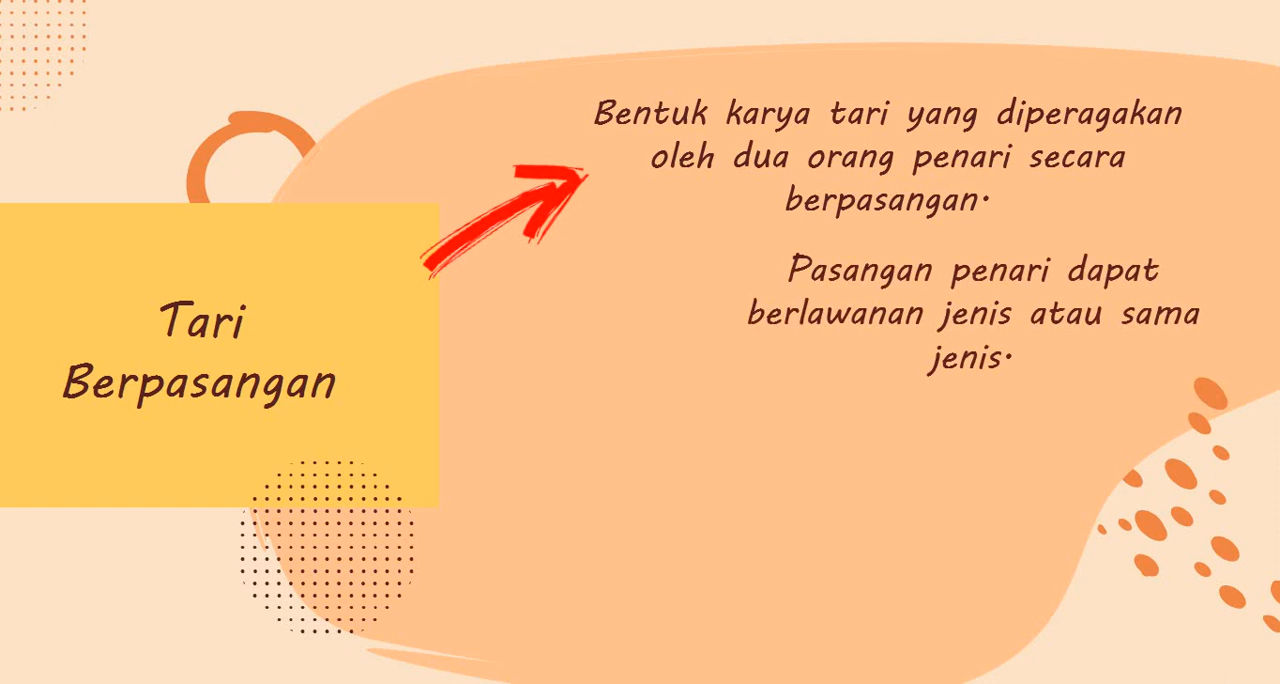 Tari
Berpasangan
Bentuk karya tari yang diperagakan
oleh dua orang penari secara
berpasangan.
Pasangan penari dapat
berlawanan jenis atau sama
jenis.